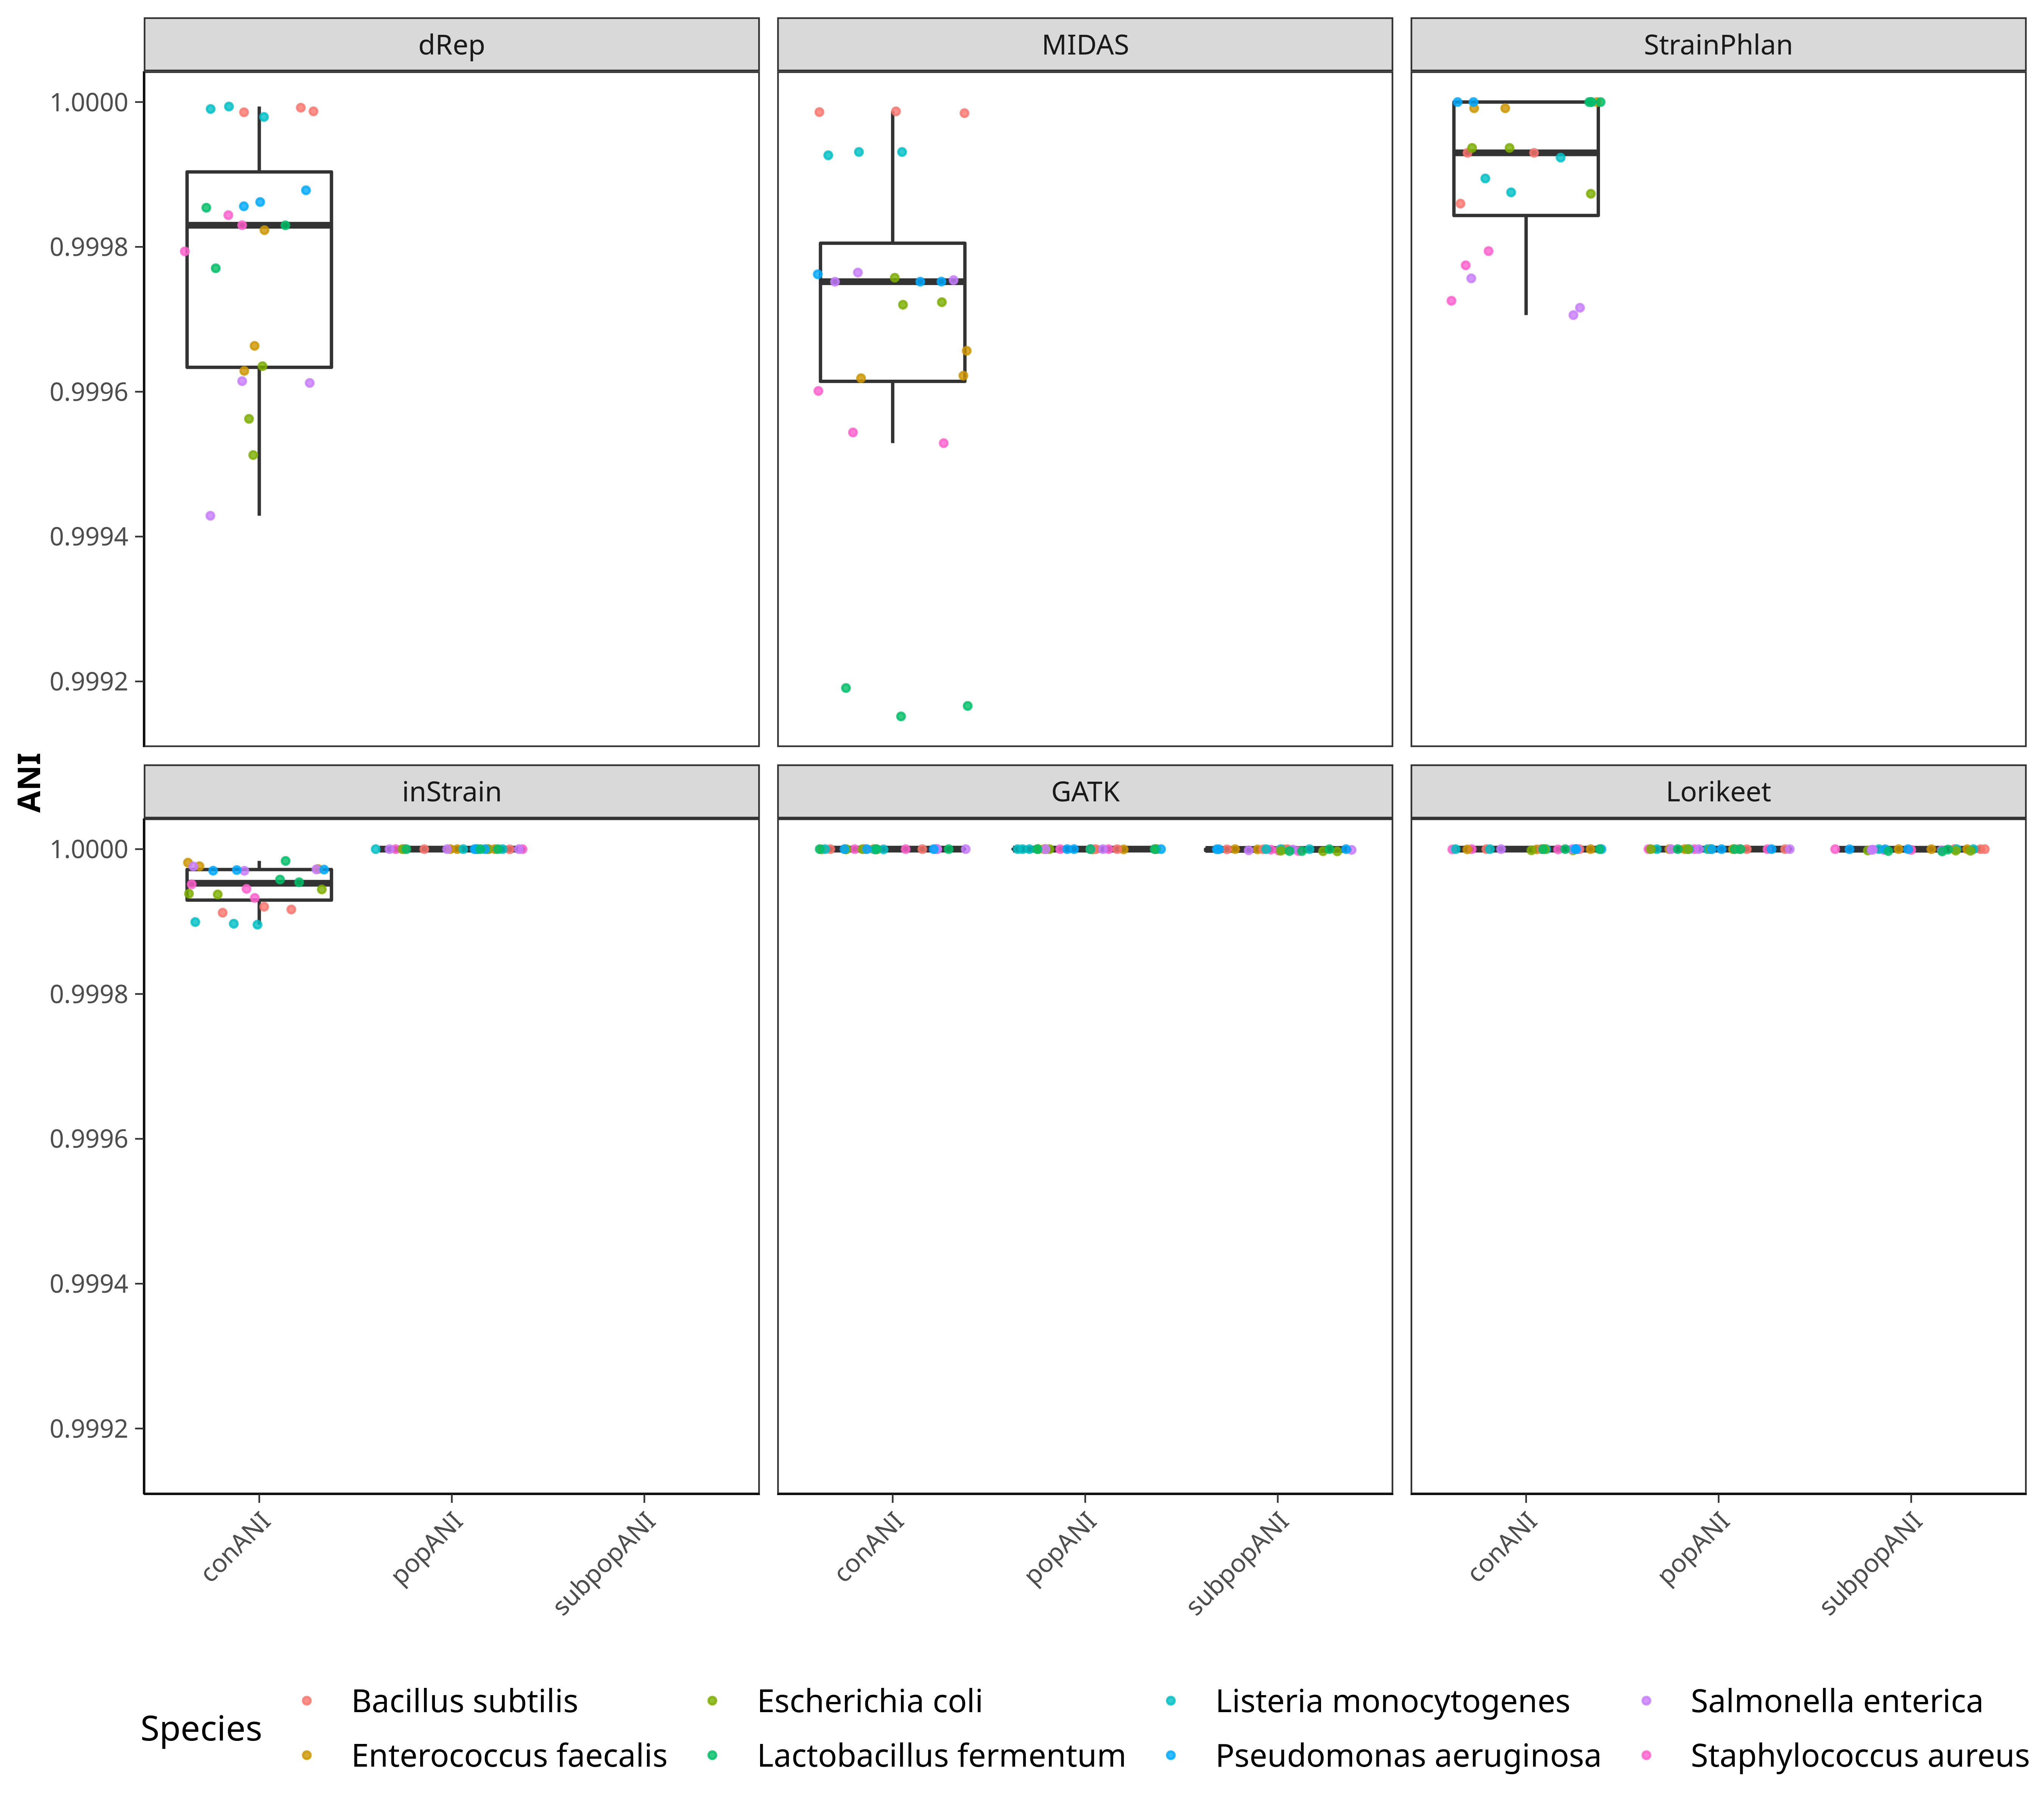 dRep MIDAS StrainPhlan
1.0000
0.9998
0.9996
0.9994
0.9992
ANI
inStrain GATK Lorikeet
1.0000
0.9998
0.9996
0.9994
0.9992
conANI popANI subpopANI conANI popANI subpopANI conANI popANI subpopANI
Species
Bacillus subtilis Escherichia coli Listeria monocytogenes Salmonella enterica
Enterococcus faecalis Lactobacillus fermentum Pseudomonas aeruginosa Staphylococcus aureus